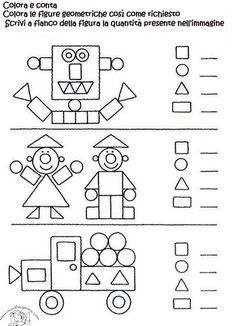 Colora e conta
Colora le figure geometriche così come richiesto
Scrivi a fianco della figura la quantità presente nell'immagine